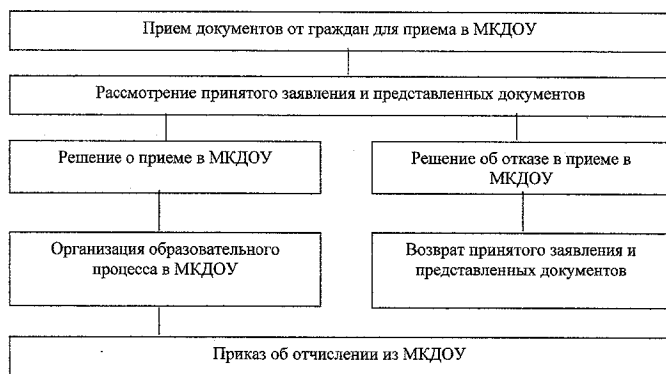 Прием документов от граждан для приема в МКДОУ
Рассмотрение принятого заявления и представленных документов
Решение о приеме в МКДОУ
Решение об отказе в приеме в
МКДОУ
Организация образовательного
процесса в МКДОУ
Возврат принятого заявления и
представленных документов
Приказ об отчислении из МКДОУ